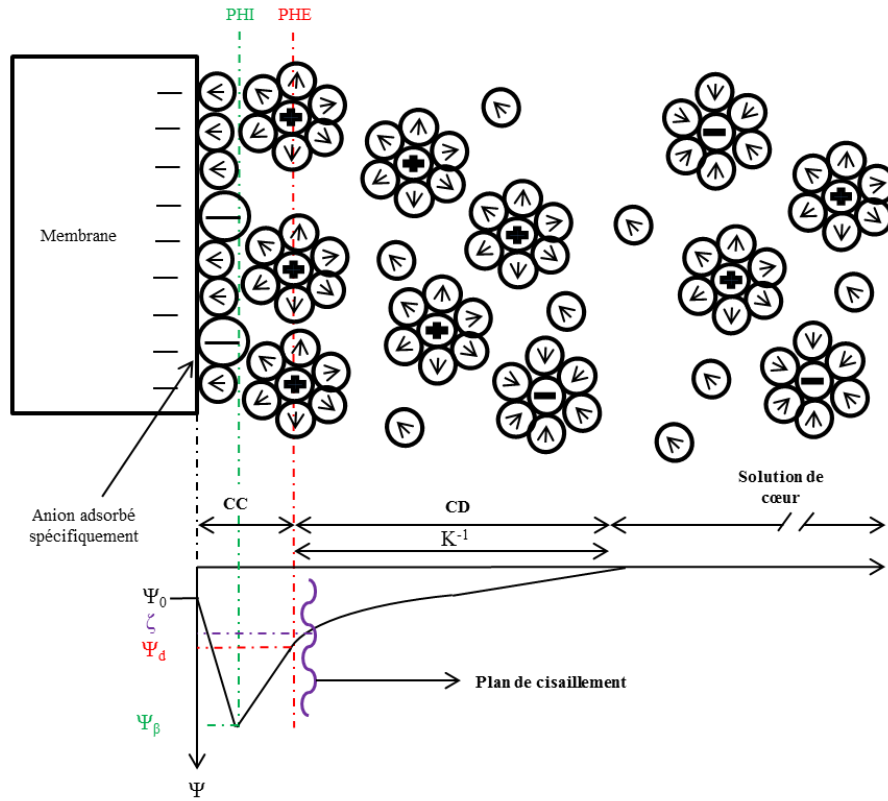 PHI PHE
Membrane
Anion adsorbé
spécifiquement
CC
CD
Solution de
cœur
K⁻¹
Ψ₀
ζ
Ψd
Plan de cisaillement
Ψβ
Ψ